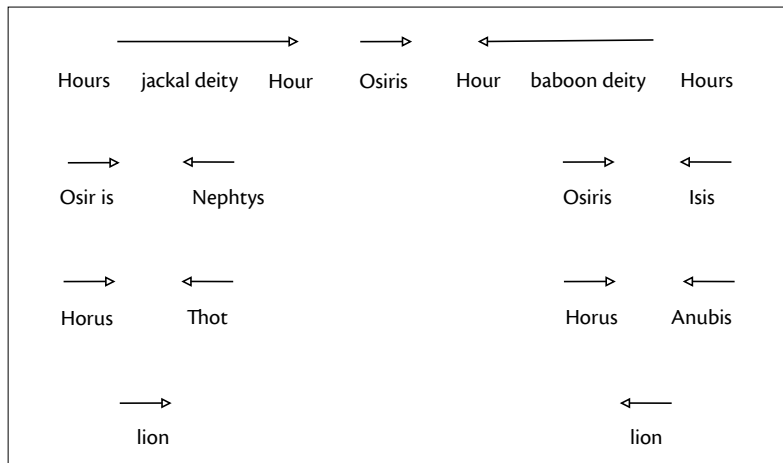 Hours jackal deity Hour Osiris Hour baboon deity Hours
Osir is Nephtys Osiris Isis
Horus Thot Horus Anubis
lion lion